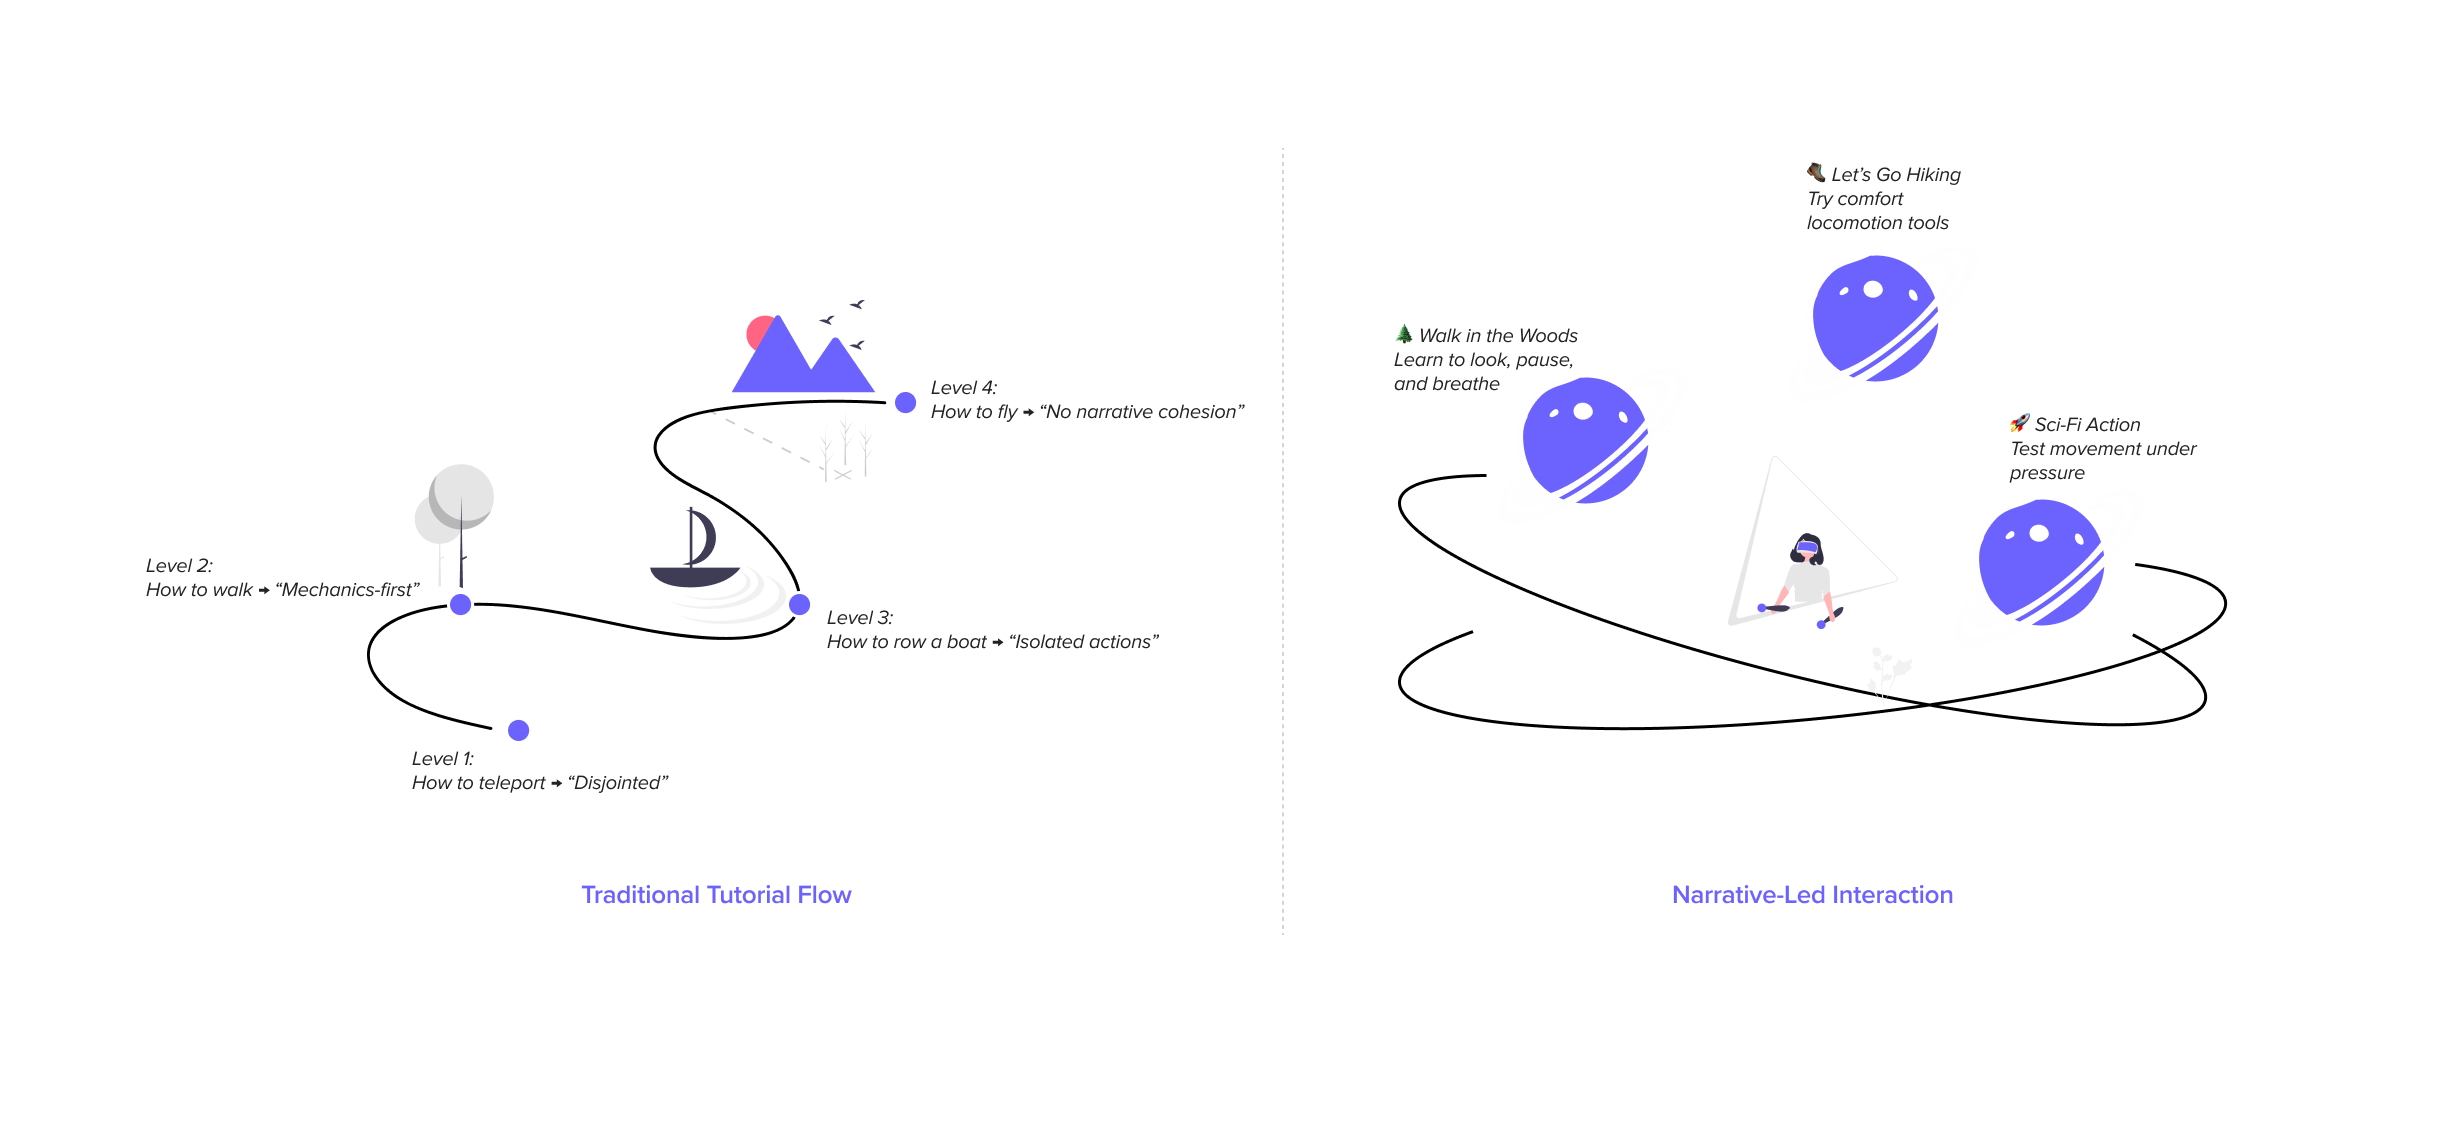 Level 4:
How to fly → “No narrative cohesion”
Level 2:
How to walk → “Mechanics-first”
Level 3:
How to row a boat → “Isolated actions”
Level 1:
How to teleport → “Disjointed”
Traditional Tutorial Flow
🥾 Let’s Go Hiking
Try comfort
locomotion tools
🌲 Walk in the Woods
Learn to look, pause,
and breathe
🚀 Sci-Fi Action
Test movement under
pressure
Narrative-Led Interaction